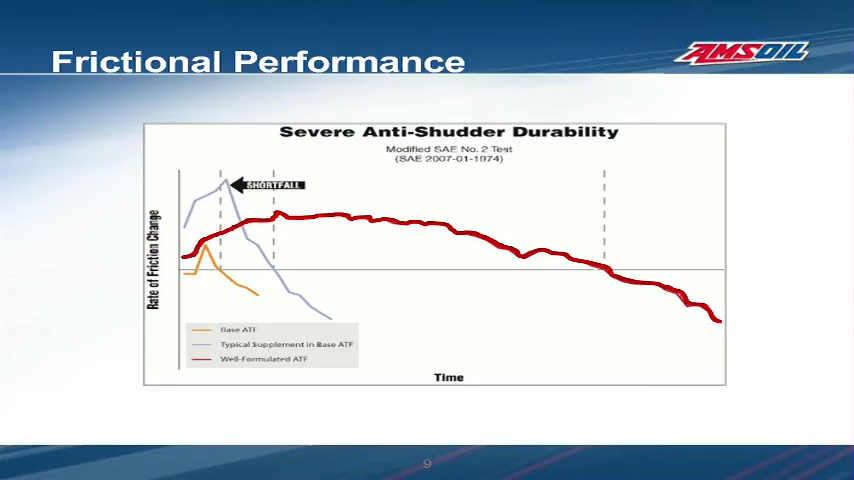 Frictional Performance
AMSOIL
Severe Anti-Shudder Durability
Modified SAE No. 2 Test
(SAE 2007-01-1974)
SHORTFALL
Rate of Friction Change
Base ATF
Typical Supplement in Base ATF
Well-Formulated ATF
Time
9